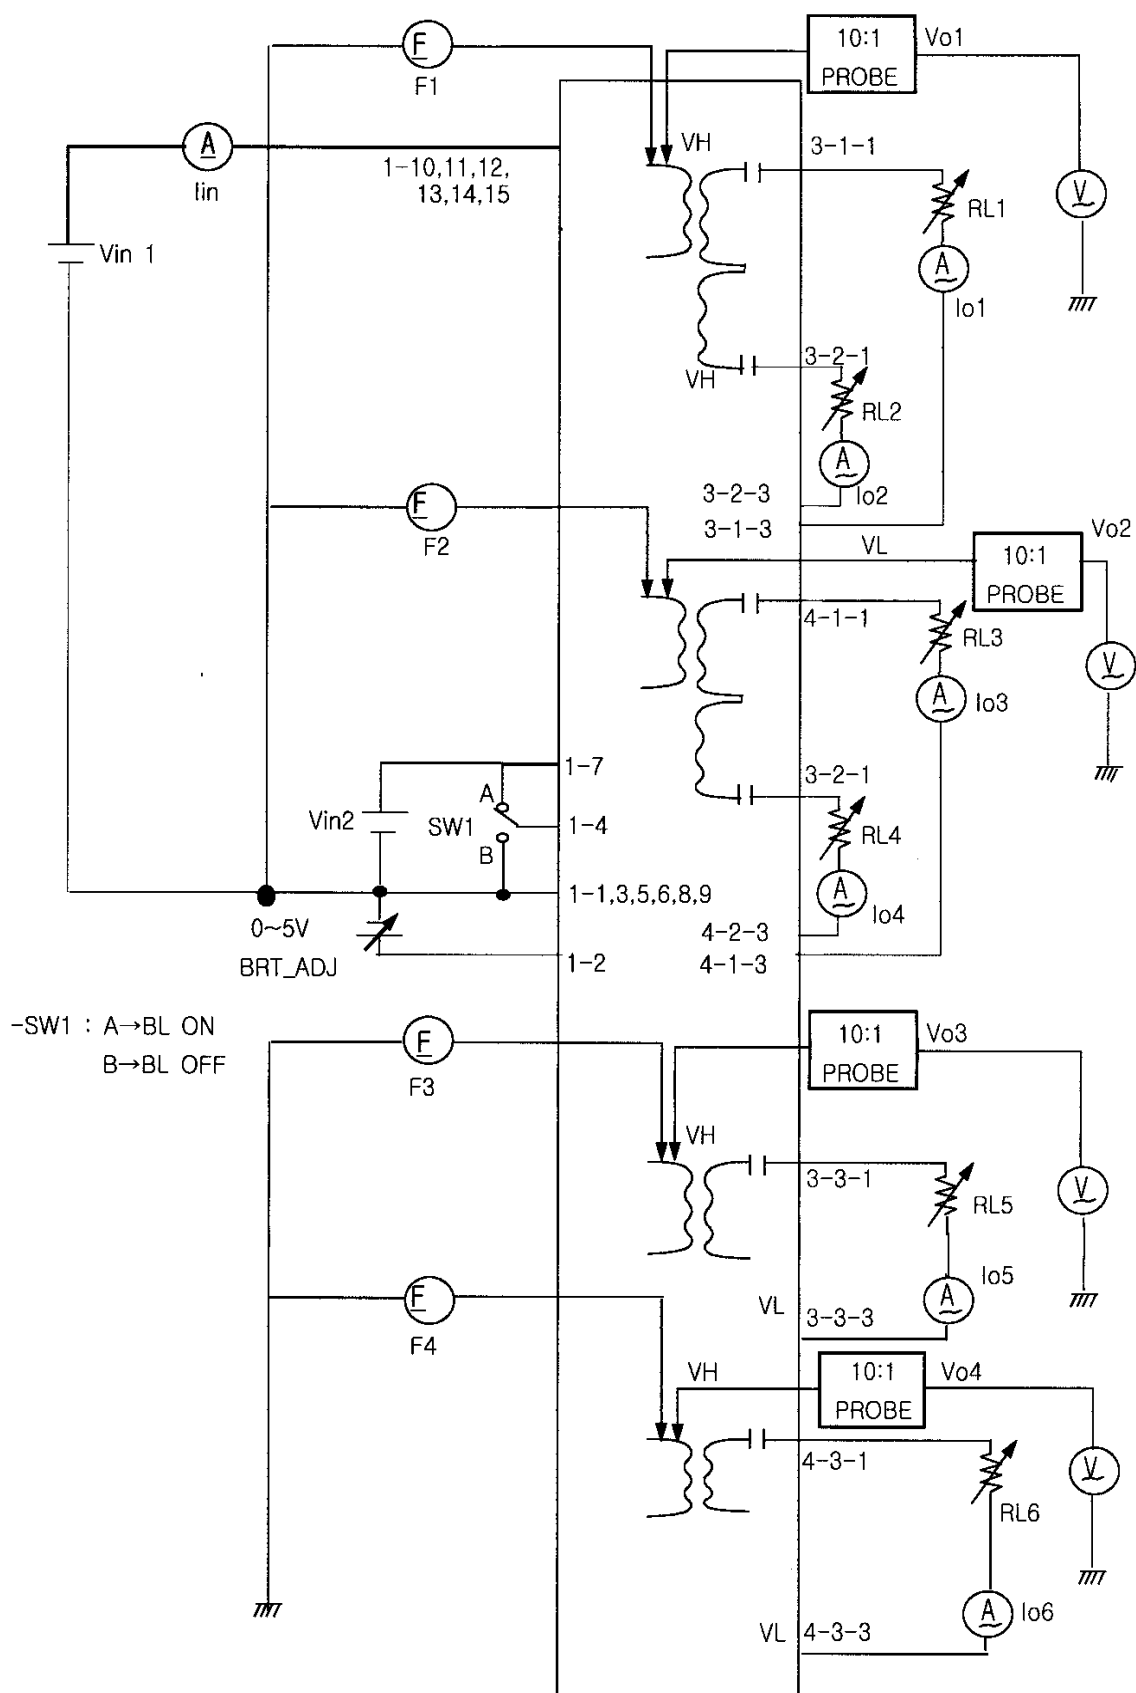 F
F1
10:1
PROBE
Vo1
A
Iin
1-10,11,12,
13,14,15
VH
3-1-1
RL1
V
Vin 1
A
Io1
3-2-1
VH
RL2
A
Io2
3-2-3
3-1-3
F
F2
VL
10:1
PROBE
Vo2
4-1-1
RL3
V
A
Io3
1-7
3-2-1
A
Vin2
SW1
1-4
RL4
B
A
Io4
1-1,3,5,6,8,9
0~5V
BRT_ADJ
1-2
4-2-3
4-1-3
-SW1 : A→BL ON
B→BL OFF
F
F3
10:1
PROBE
Vo3
VH
3-3-1
RL5
V
F
F4
Io5
A
VL
3-3-3
VH
10:1
PROBE
Vo4
4-3-1
V
RL6
A
Io6
VL
4-3-3